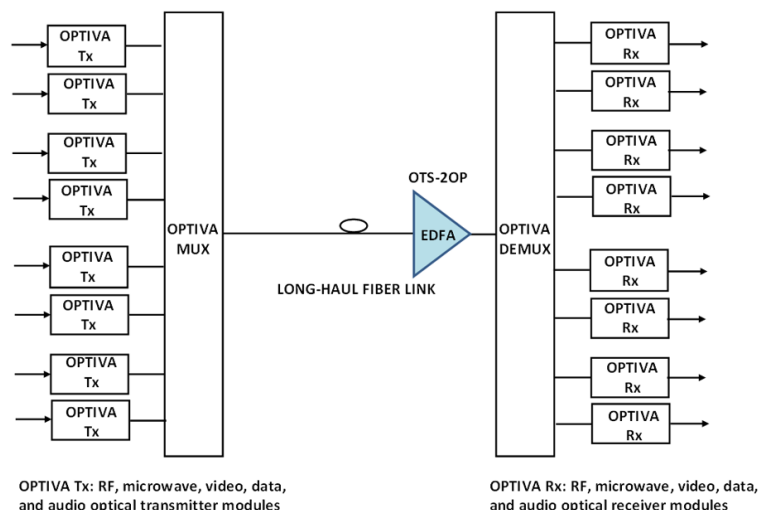 OPTIVA
Tx
OPTIVA
Tx
OPTIVA
Tx
OPTIVA
Tx
OPTIVA
Tx
OPTIVA
Tx
OPTIVA
Tx
OPTIVA
Tx
OPTIVA
MUX
LONG-HAUL FIBER LINK
OTS-2OP
EDFA
OPTIVA
DEMUX
OPTIVA
Rx
OPTIVA
Rx
OPTIVA
Rx
OPTIVA
Rx
OPTIVA
Rx
OPTIVA
Rx
OPTIVA
Rx
OPTIVA
Rx
OPTIVA Tx: RF, microwave, video, data,
and audio optical transmitter modules
OPTIVA Rx: RF, microwave, video, data,
and audio optical receiver modules